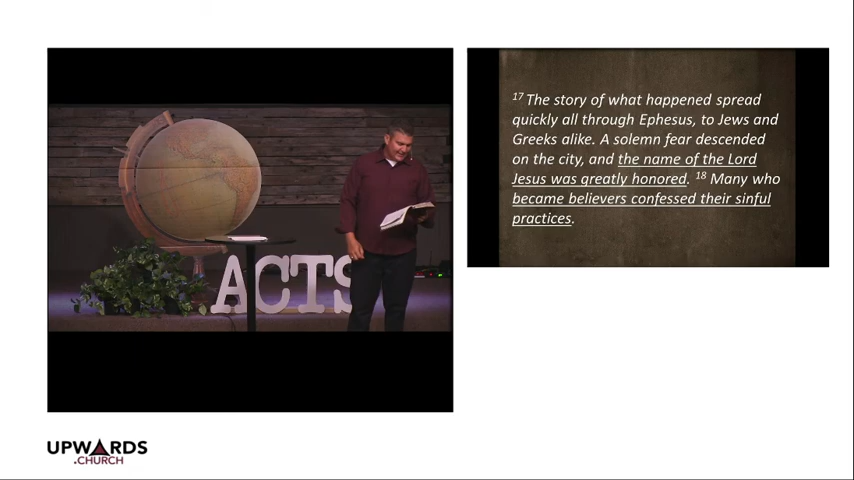 ACTS
17 The story of what happened spread
quickly all through Ephesus, to Jews and
Greeks alike. A solemn fear descended
on the city, and the name of the Lord
Jesus was greatly honored. 18 Many who
became believers confessed their sinful
practices.
UPWARDS
.CHURCH